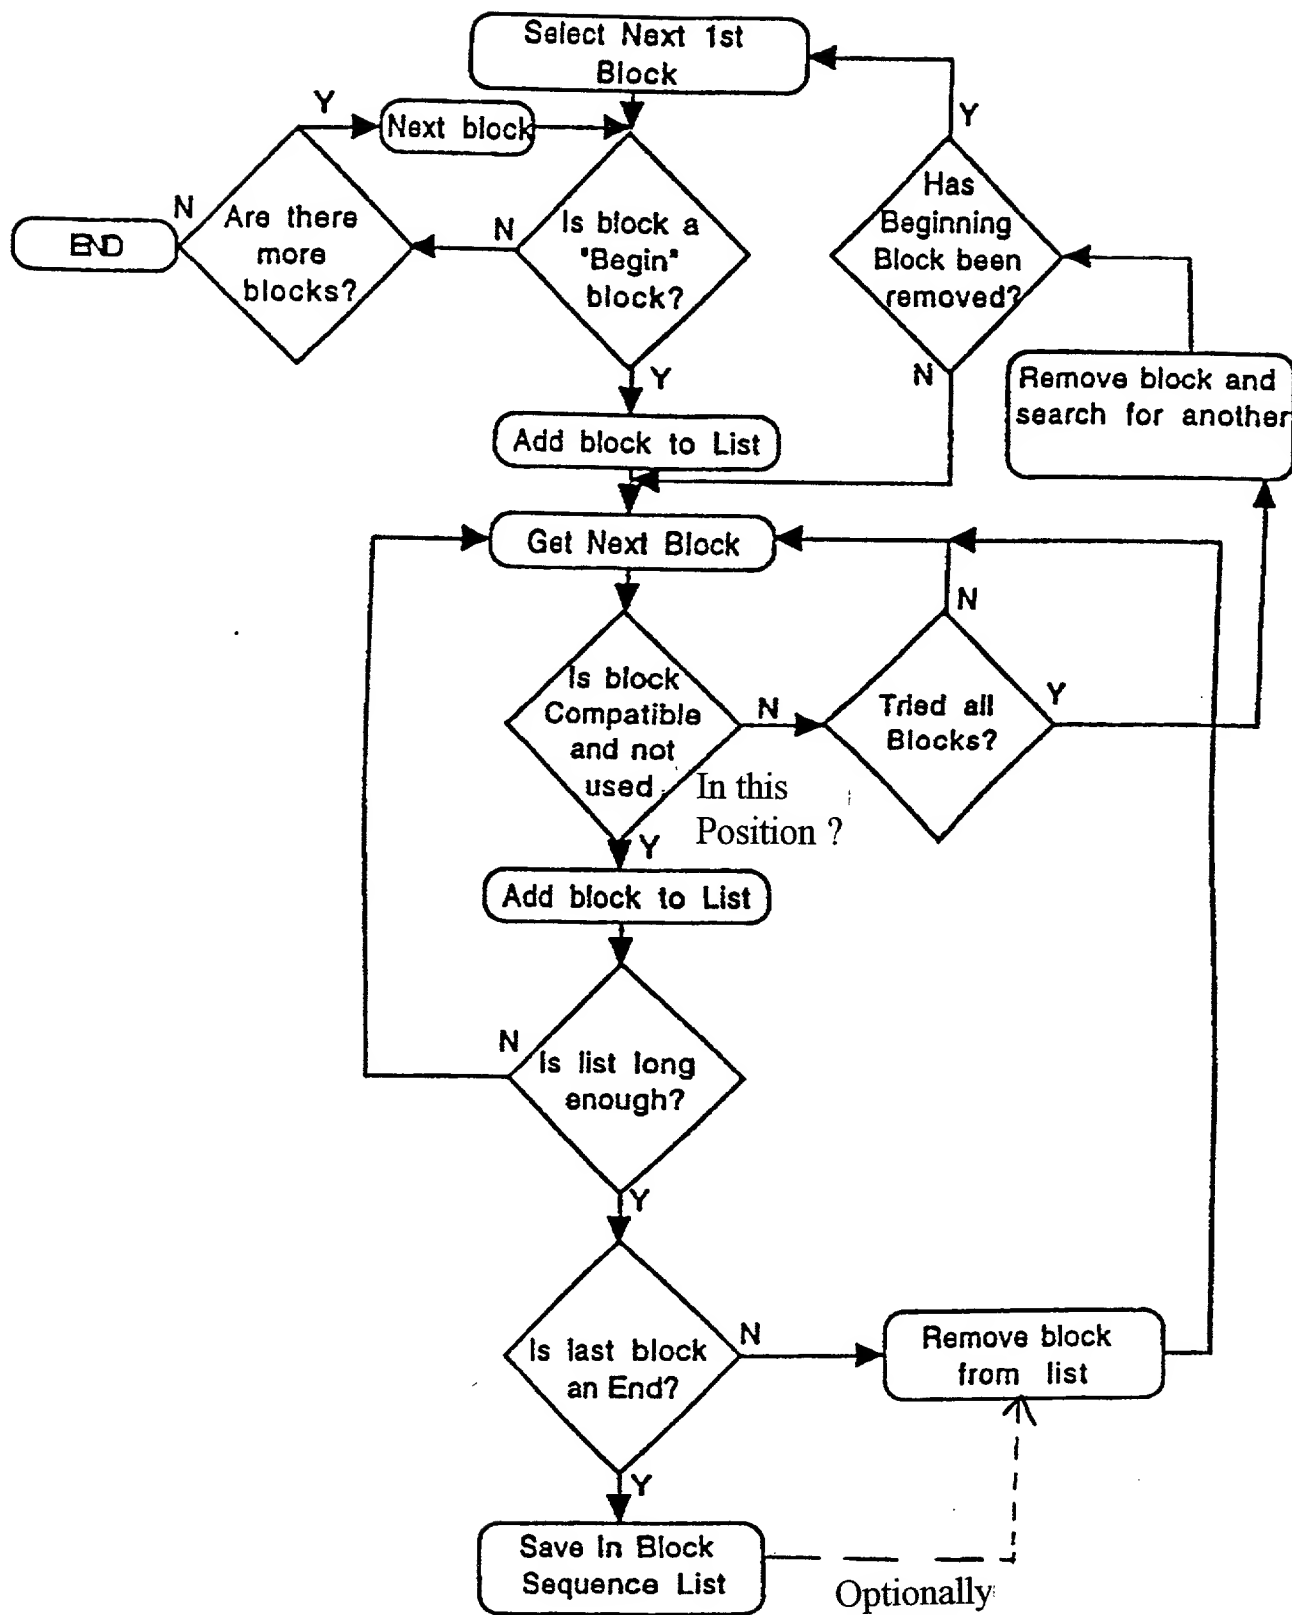 Select Next 1st
Block
Y
Next block
N
Are there
more
blocks?
END
N
Is block a
"Begin"
block?
Y
Has
Beginning
Block been
removed?
Y
N
Remove block and
search for another
Add block to List
Get Next Block
N
Is block
Compatible
and not
used
In this
Position ?
N
Tried all
Blocks?
Y
Y
Add block to List
N
Is list long
enough?
Y
Is last block
an End?
N
Remove block
from list
Y
Save In Block
Sequence List
Optionally